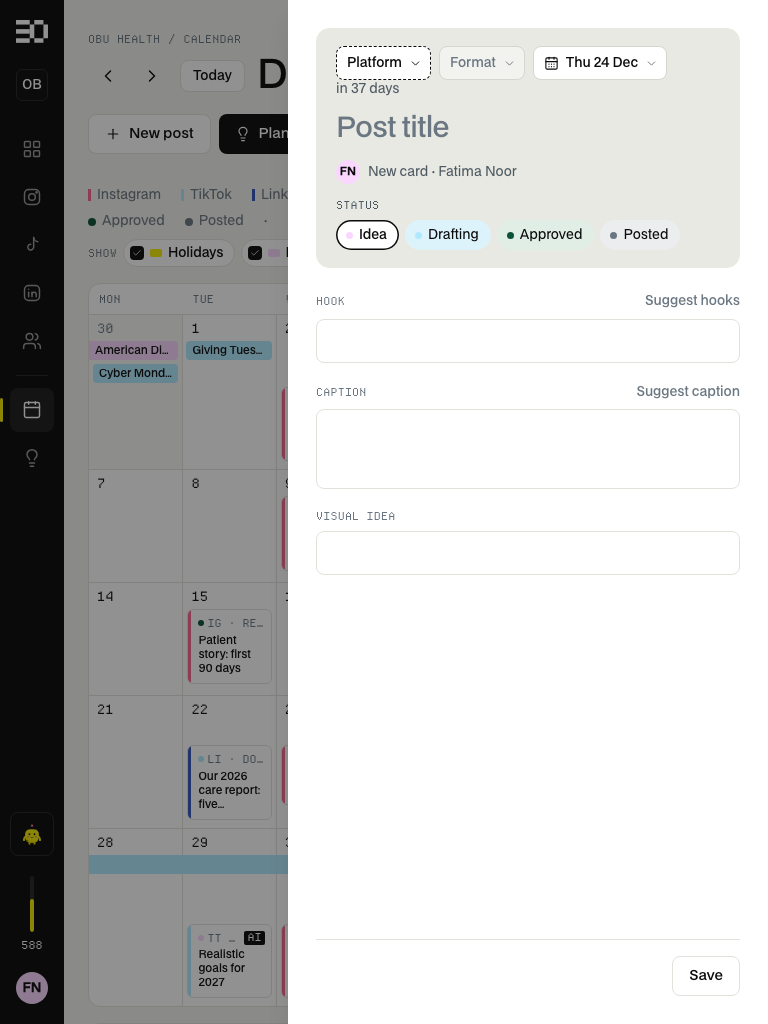 OBU HEALTH / CALENDAR
OB
Today
D
New post
Plan
Instagram TikTok Link
Approved Posted ·
SHOW Holidays
MON TUE
30 1
American Di…
Giving Tues…
Cyber Mond…
7 8
14 15
IG · RE…
Patient
story: first
90 days
21 22
LI · DO…
Our 2026
care report:
five…
28 29
TT … AI
Realistic
goals for
2027
588
FN
Platform Format Thu 24 Dec
in 37 days
Post title
FN New card · Fatima Noor
STATUS
Idea Drafting Approved Posted
HOOK Suggest hooks
CAPTION Suggest caption
VISUAL IDEA
Save